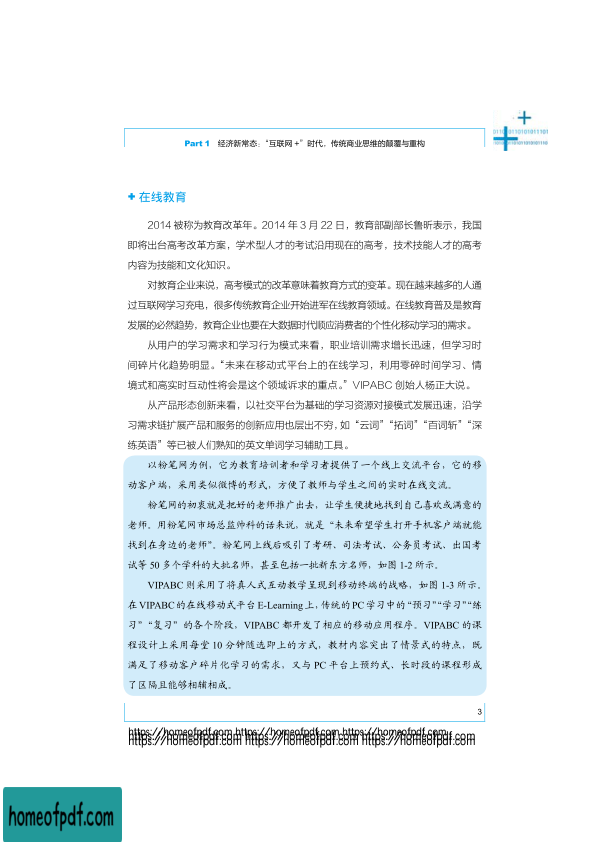 01101001011010101011101
0101010101010101010101010
Part 1 经济新常态:“互联网 +”时代,传统商业思维的颠覆与重构
+ 在线教育
2014 被称为教育改革年。2014 年 3 月 22 日,教育部副部长鲁昕表示,我国
即将出台高考改革方案,学术型人才的考试沿用现在的高考,技术技能人才的高考
内容为技能和文化知识。
对教育企业来说,高考模式的改革意味着教育方式的变革。现在越来越多的人通
过互联网学习充电,很多传统教育企业开始进军在线教育领域。在线教育普及是教育
发展的必然趋势,教育企业也要在大数据时代顺应消费者的个性化移动学习的需求。
从用户的学习需求和学习行为模式来看,职业培训需求增长迅速,但学习时
间碎片化趋势明显。“未来在移动式平台上的在线学习,利用零碎时间学习、情
境式和高实时互动性将会是这个领域诉求的重点。”VIPABC 创始人杨正大说。
从产品形态创新来看,以社交平台为基础的学习资源对接模式发展迅速,沿学
习需求链扩展产品和服务的创新应用也层出不穷,如“云词”“拓词”“百词斩”“深
练英语”等已被人们熟知的英文单词学习辅助工具。
以粉笔网为例,它为教育培训者和学习者提供了一个线上交流平台,它的移
动客户端,采用类似微博的形式,方便了教师与学生之间的实时在线交流。
粉笔网的初衷就是把好的老师推广出去,让学生便捷地找到自己喜欢或满意的
老师。用粉笔网市场总监帅科的话来说,就是“未来希望学生打开手机客户端就能
找到在身边的老师”。粉笔网上线后吸引了考研、司法考试、公务员考试、出国考
试等 50 多个学科的大批名师,甚至包括一批新东方名师,如图 1-2 所示。
VIPABC 则采用了将真人式互动教学呈现到移动终端的战略,如图 1-3 所示。
在 VIPABC 的在线移动式平台 E-Learning 上,传统的 PC 学习中的“预习”“学习”“练
习”“复习”的各个阶段,VIPABC 都开发了相应的移动应用程序。VIPABC 的课
程设计上采用每堂 10 分钟随选即上的方式,教材内容突出了情景式的特点,既
满足了移动客户碎片化学习的需求,又与 PC 平台上预约式、长时段的课程形成
了区隔且能够相辅相成。
3
https://homeofpdf.com https://homeofpdf.com https://homeofpdf.com
https://homeofpdf.com https://homeofpdf.com https://homeofpdf.com
homeofpdf.com